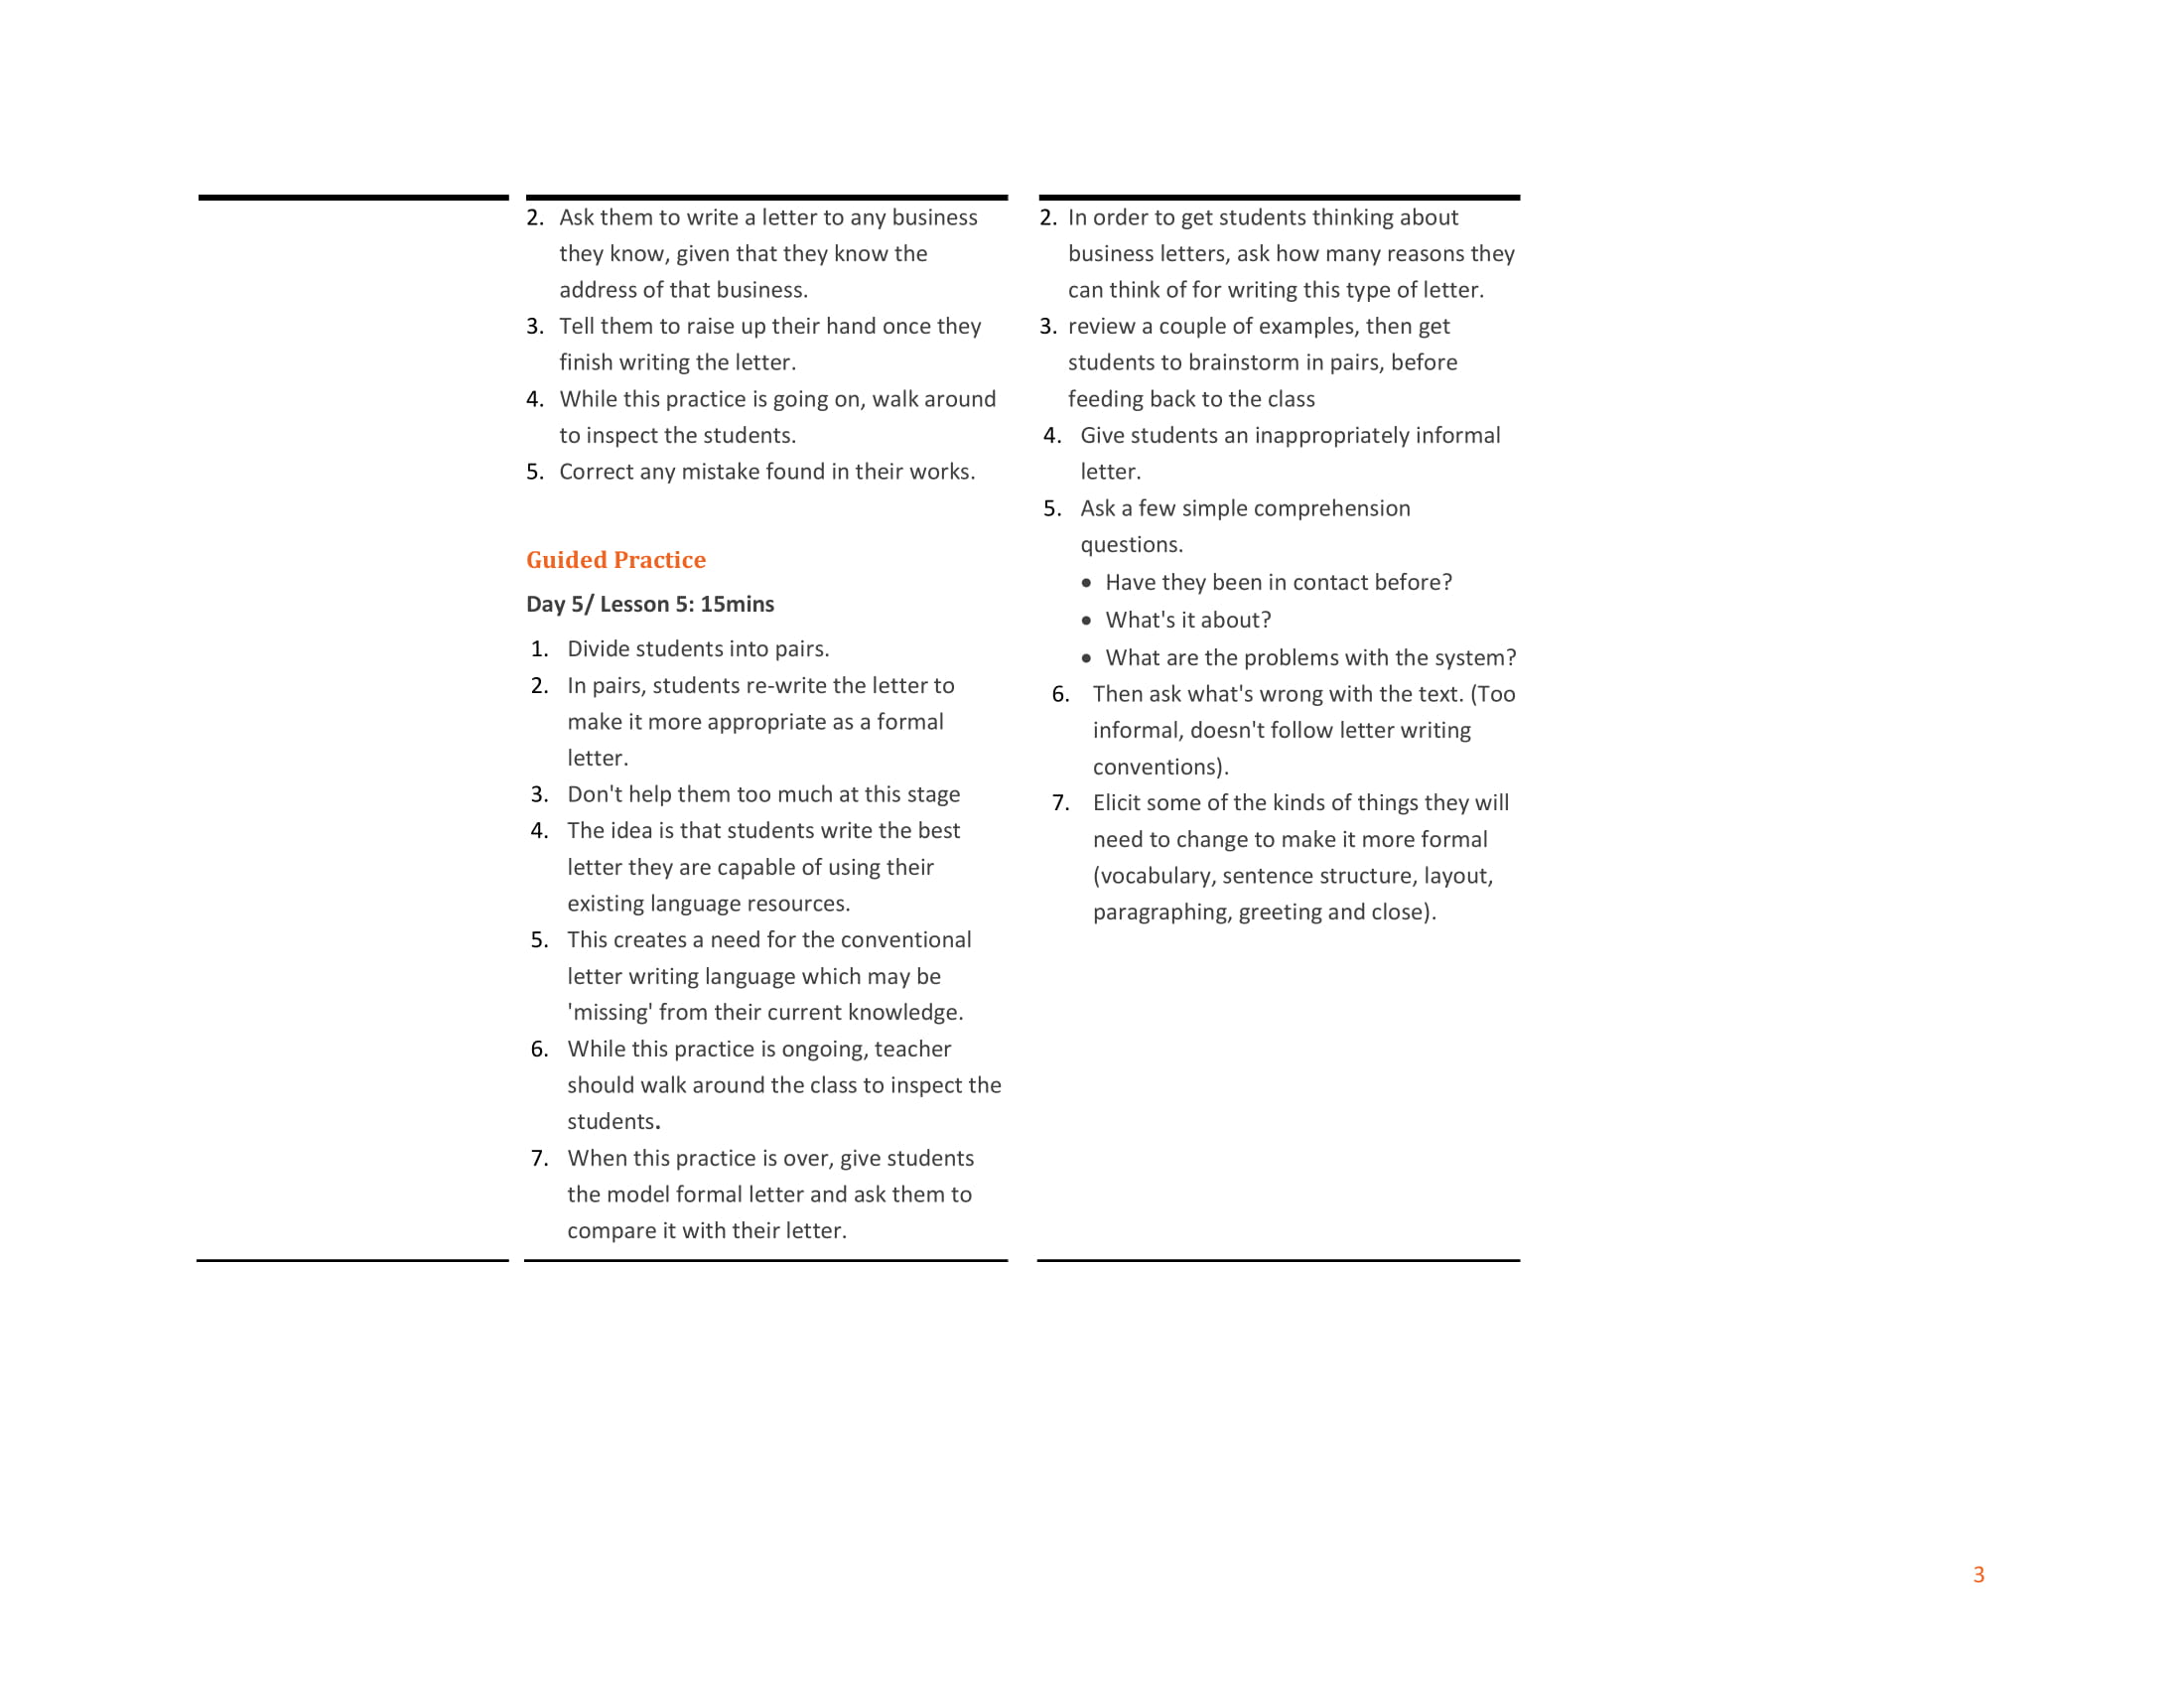 2. Ask them to write a letter to any business
they know, given that they know the
address of that business.
3. Tell them to raise up their hand once they
finish writing the letter.
4. While this practice is going on, walk around
to inspect the students.
5. Correct any mistake found in their works.
Guided Practice
Day 5/ Lesson 5: 15mins
1. Divide students into pairs.
2. In pairs, students re-write the letter to
make it more appropriate as a formal
letter.
3. Don't help them too much at this stage
4. The idea is that students write the best
letter they are capable of using their
existing language resources.
5. This creates a need for the conventional
letter writing language which may be
'missing' from their current knowledge.
6. While this practice is ongoing, teacher
should walk around the class to inspect the
students.
7. When this practice is over, give students
the model formal letter and ask them to
compare it with their letter.
2. In order to get students thinking about
business letters, ask how many reasons they
can think of for writing this type of letter.
3. review a couple of examples, then get
students to brainstorm in pairs, before
feeding back to the class
4. Give students an inappropriately informal
letter.
5. Ask a few simple comprehension
questions.
• Have they been in contact before?
• What's it about?
• What are the problems with the system?
6. Then ask what's wrong with the text. (Too
informal, doesn't follow letter writing
conventions).
7. Elicit some of the kinds of things they will
need to change to make it more formal
(vocabulary, sentence structure, layout,
paragraphing, greeting and close).
3